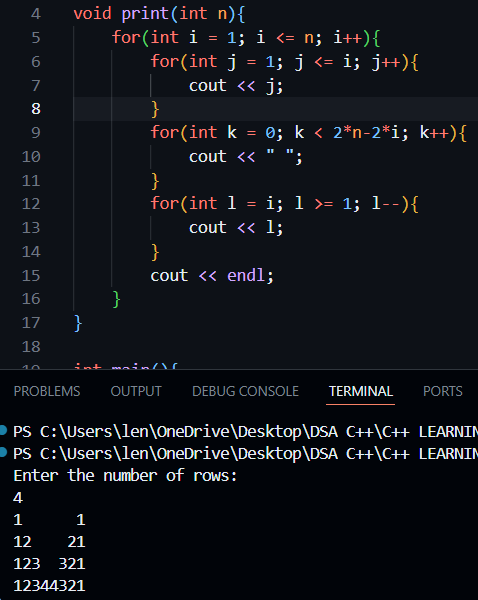 4 void print(int n){
5 for(int i = 1; i <= n; i++){
6 for(int j = 1; j <= i; j++){
7 cout << j;
8 }
9 for(int k = 0; k < 2*n-2*i; k++){
10 cout << " ";
11 }
12 for(int l = i; l >= 1; l--){
13 cout << l;
14 }
15 cout << endl;
16 }
17 }
18
19 int main(){
PROBLEMS OUTPUT DEBUG CONSOLE TERMINAL PORTS
PS C:\Users\len\OneDrive\Desktop\DSA C++\C++ LEARNIN
PS C:\Users\len\OneDrive\Desktop\DSA C++\C++ LEARNIN
Enter the number of rows:
4
1      1
12    21
123  321
12344321